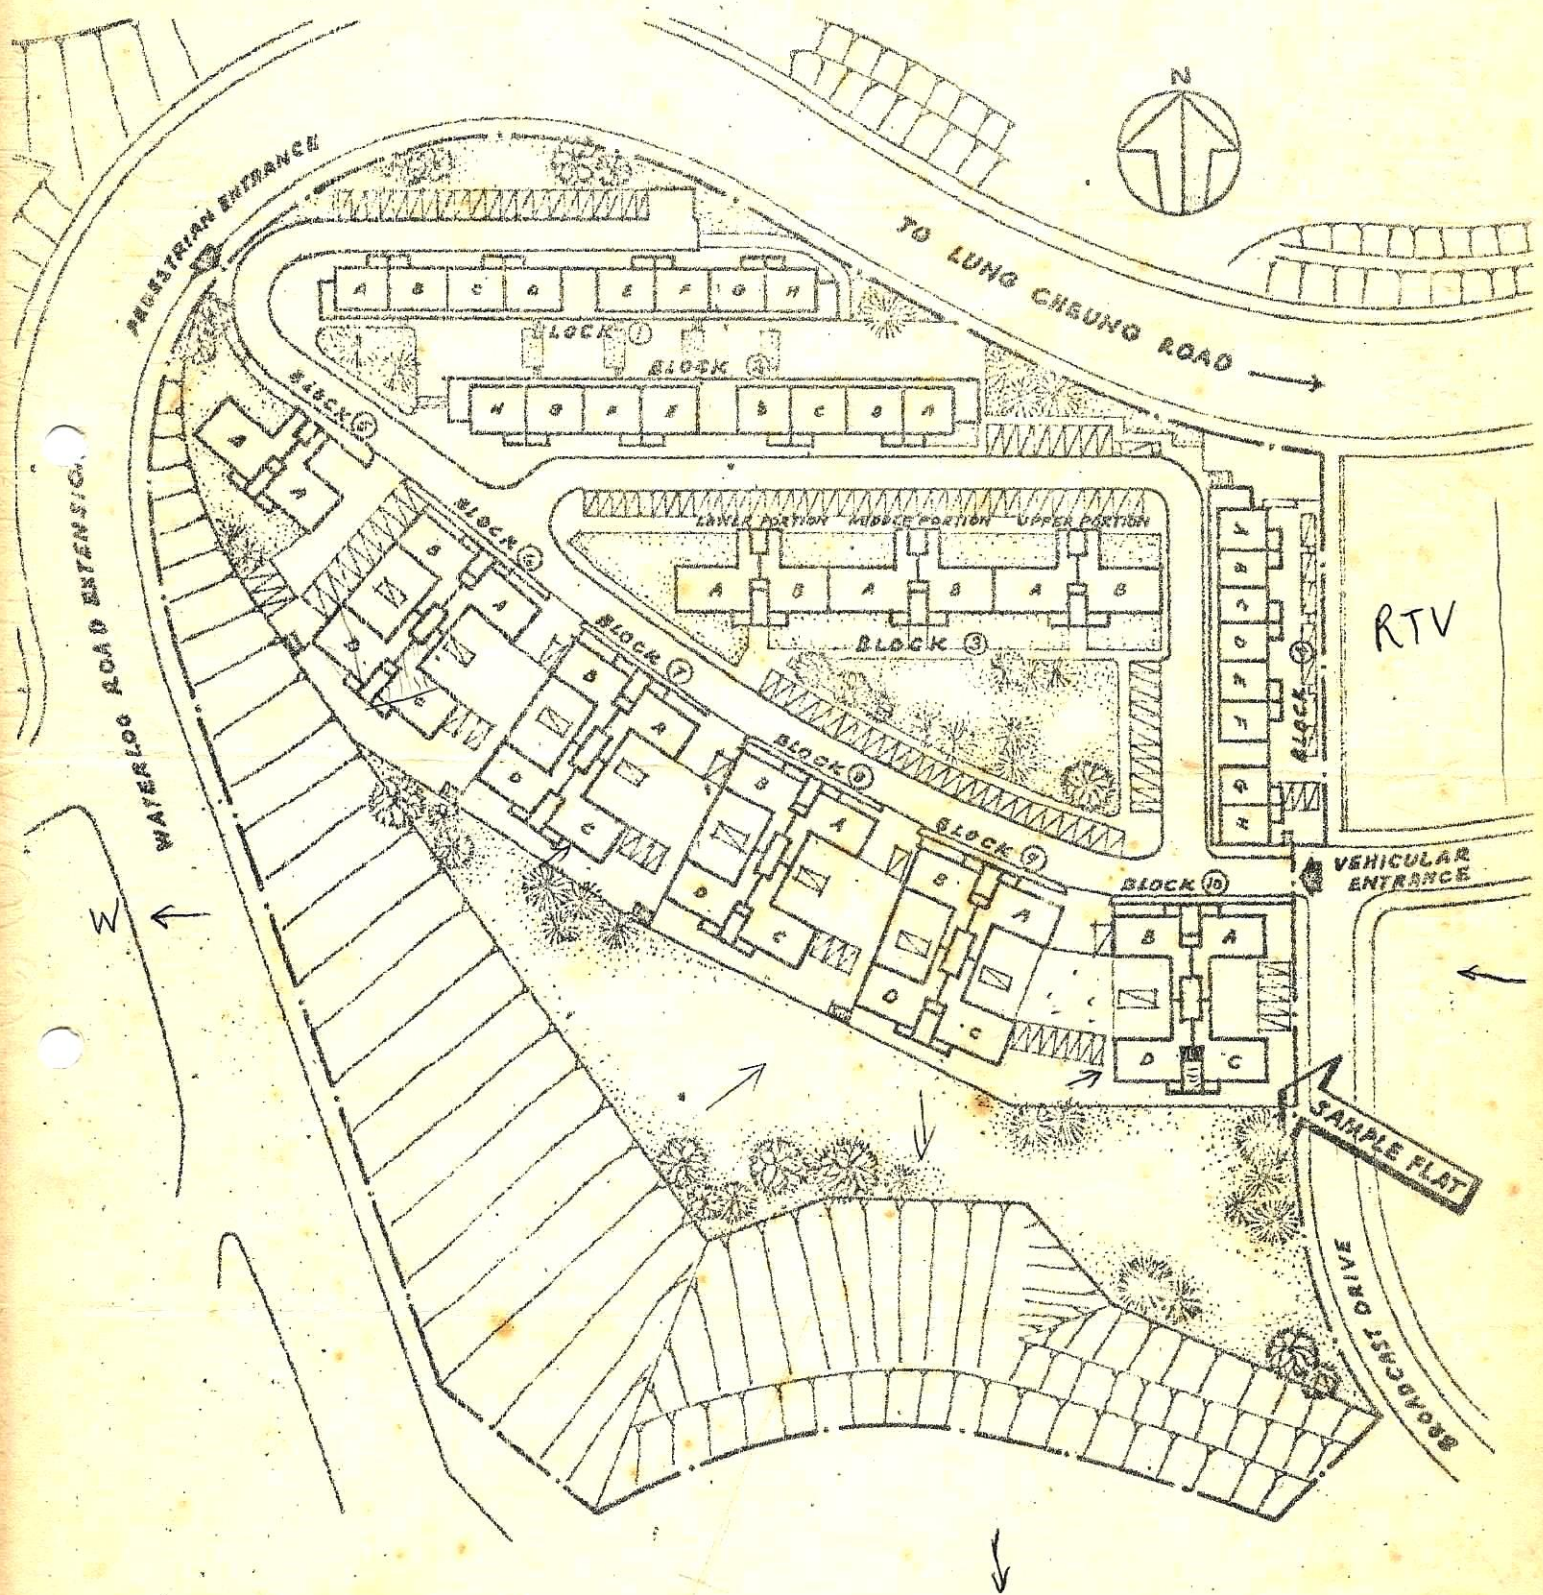 N
PEDESTRIAN ENTRANCE
TO LUNG CHEUNG ROAD
A B C D E F G H
BLOCK 1
BLOCK 2
H G F E D C B A
BLOCK 5
A
A
BLOCK 6
B
A
D
C
LOWER PORTION MIDDLE PORTION UPPER PORTION
A B A B A B
BLOCK 3
A
B
C
D
E
F
G
H
BLOCK
RTV
WATERLOO ROAD EXTENSION
BLOCK 7
B
A
D
C
BLOCK 8
B
A
D
C
BLOCK 9
B
A
D
C
BLOCK 10
B A
D C
VEHICULAR
ENTRANCE
W
SAMPLE FLAT
BROADCAST DRIVE